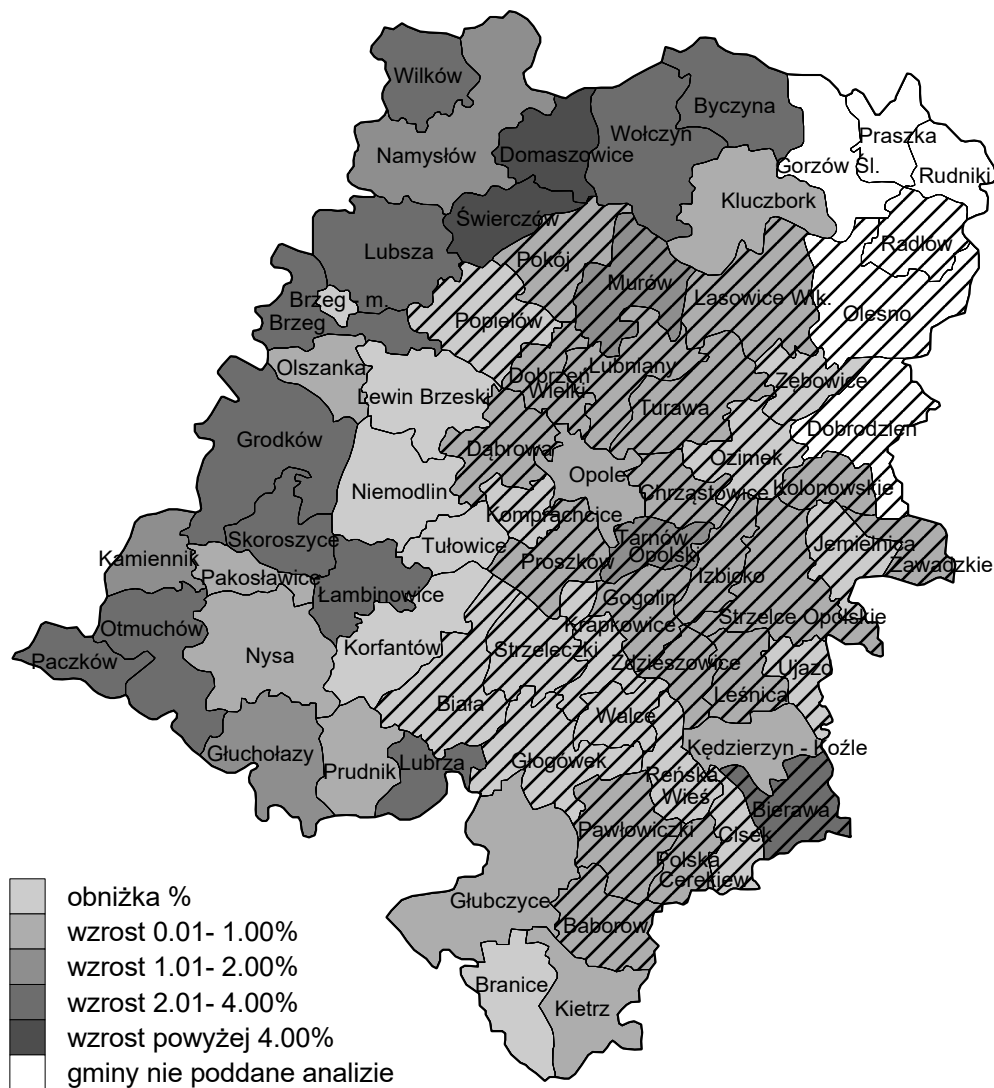 Wilków
Byczyna
Wołczyn
Praszka
Domaszowice
Namysłów
Gorzów Śl.
Rudniki
Kluczbork
Świerczów
Radłów
Lubsza
Pokój
Murów
Lasowice Wlk.
Brzeg - m.
Olesno
Brzeg
Popielów
Olszanka
Łubniany
Dobrzeń
Wielki
Zębowice
Lewin Brzeski
Turawa
Dobrodzień
Grodków
Dąbrowa
Ozimek
Opole
Niemodlin
Chrząstowice
Kolonowskie
Komprachcice
Skoroszyce
Tułowice
Tarnów
Opolski
Jemielnica
Kamiennik
Prószków
Zawadzkie
Pakosławice
Izbicko
Łambinowice
Gogolin
Strzelce Opolskie
Otmuchów
Krapkowice
Korfantów
Strzeleczki
Nysa
Paczków
Zdzieszowice
Ujazd
Leśnica
Biała
Walce
Kędzierzyn - Koźle
Głuchołazy
Głogówek
Lubrza
Prudnik
Reńska
Wieś
Bierawa
Pawłowiczki
Cisek
Polska
Cerekiew
Głubczyce
Baborów
Branice
Kietrz
obniżka %
wzrost 0.01- 1.00%
wzrost 1.01- 2.00%
wzrost 2.01- 4.00%
wzrost powyżej 4.00%
gminy nie poddane analizie